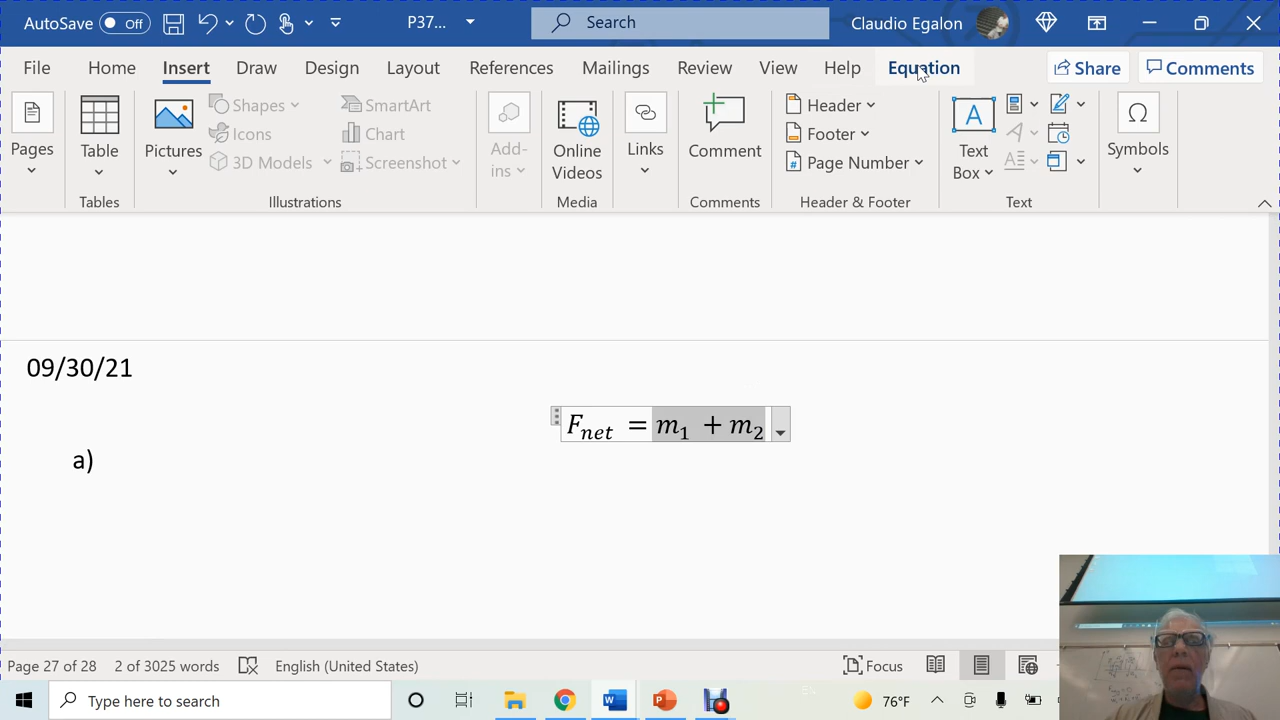 AutoSave Off P37... Search Claudio Egalon
File Home Insert Draw Design Layout References Mailings Review View Help Equation Share Comments
Pages
Table
Tables
Pictures
Shapes
Icons
3D Models
SmartArt
Chart
Screenshot
Illustrations
Add-
ins
Online
Videos
Media
Links
Comment
Comments
Header
Footer
Page Number
Header & Footer
A
Text
Box
Text
Ω
Symbols
09/30/21
F_net = m_1 + m_2
a)
Page 27 of 28 2 of 3025 words English (United States) Focus
Type here to search 76°F